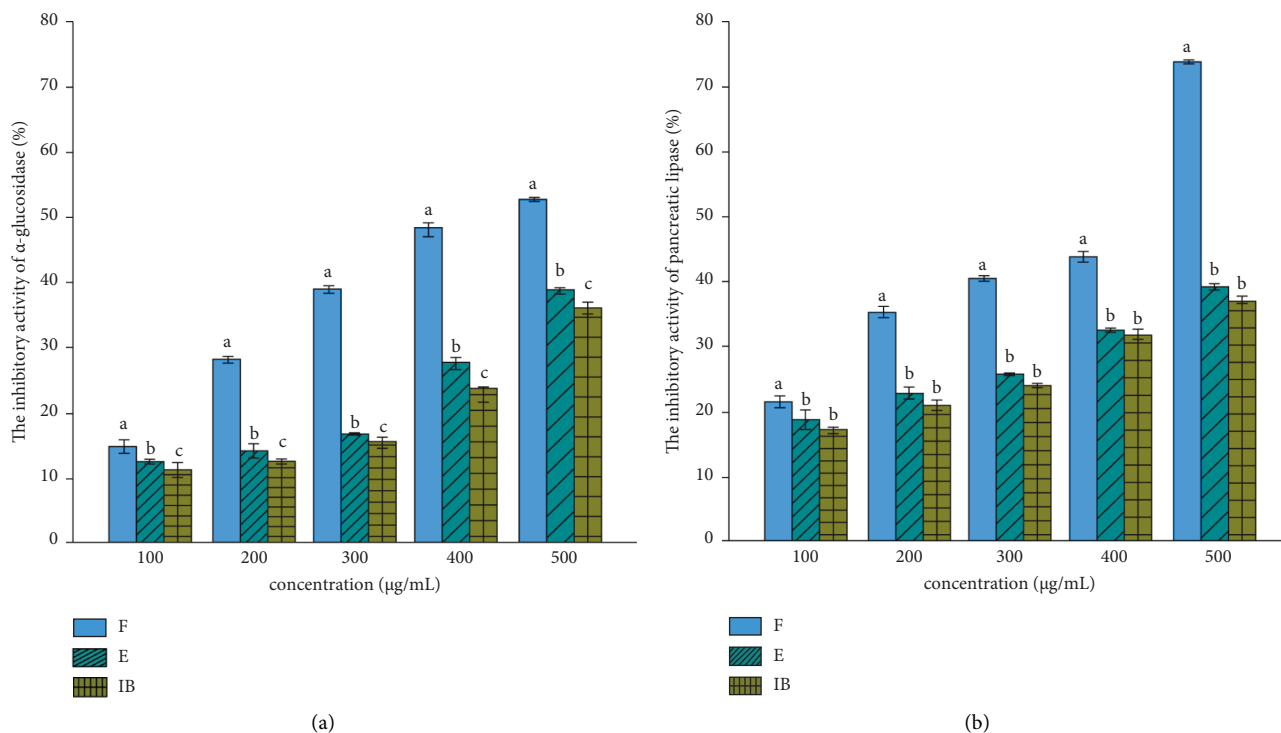 The inhibitory activity of α-glucosidase (%)
80
70
60
50
40
30
20
10
0
a
b
c
a
b
c
a
b
c
a
b
c
a
b
c
100
200
300
400
500
concentration (μg/mL)
F
E
IB
(a)
The inhibitory activity of pancreatic lipase (%)
80
70
60
50
40
30
20
10
0
a
b
b
a
b
b
a
b
b
a
b
b
a
b
b
100
200
300
400
500
concentration (μg/mL)
F
E
IB
(b)